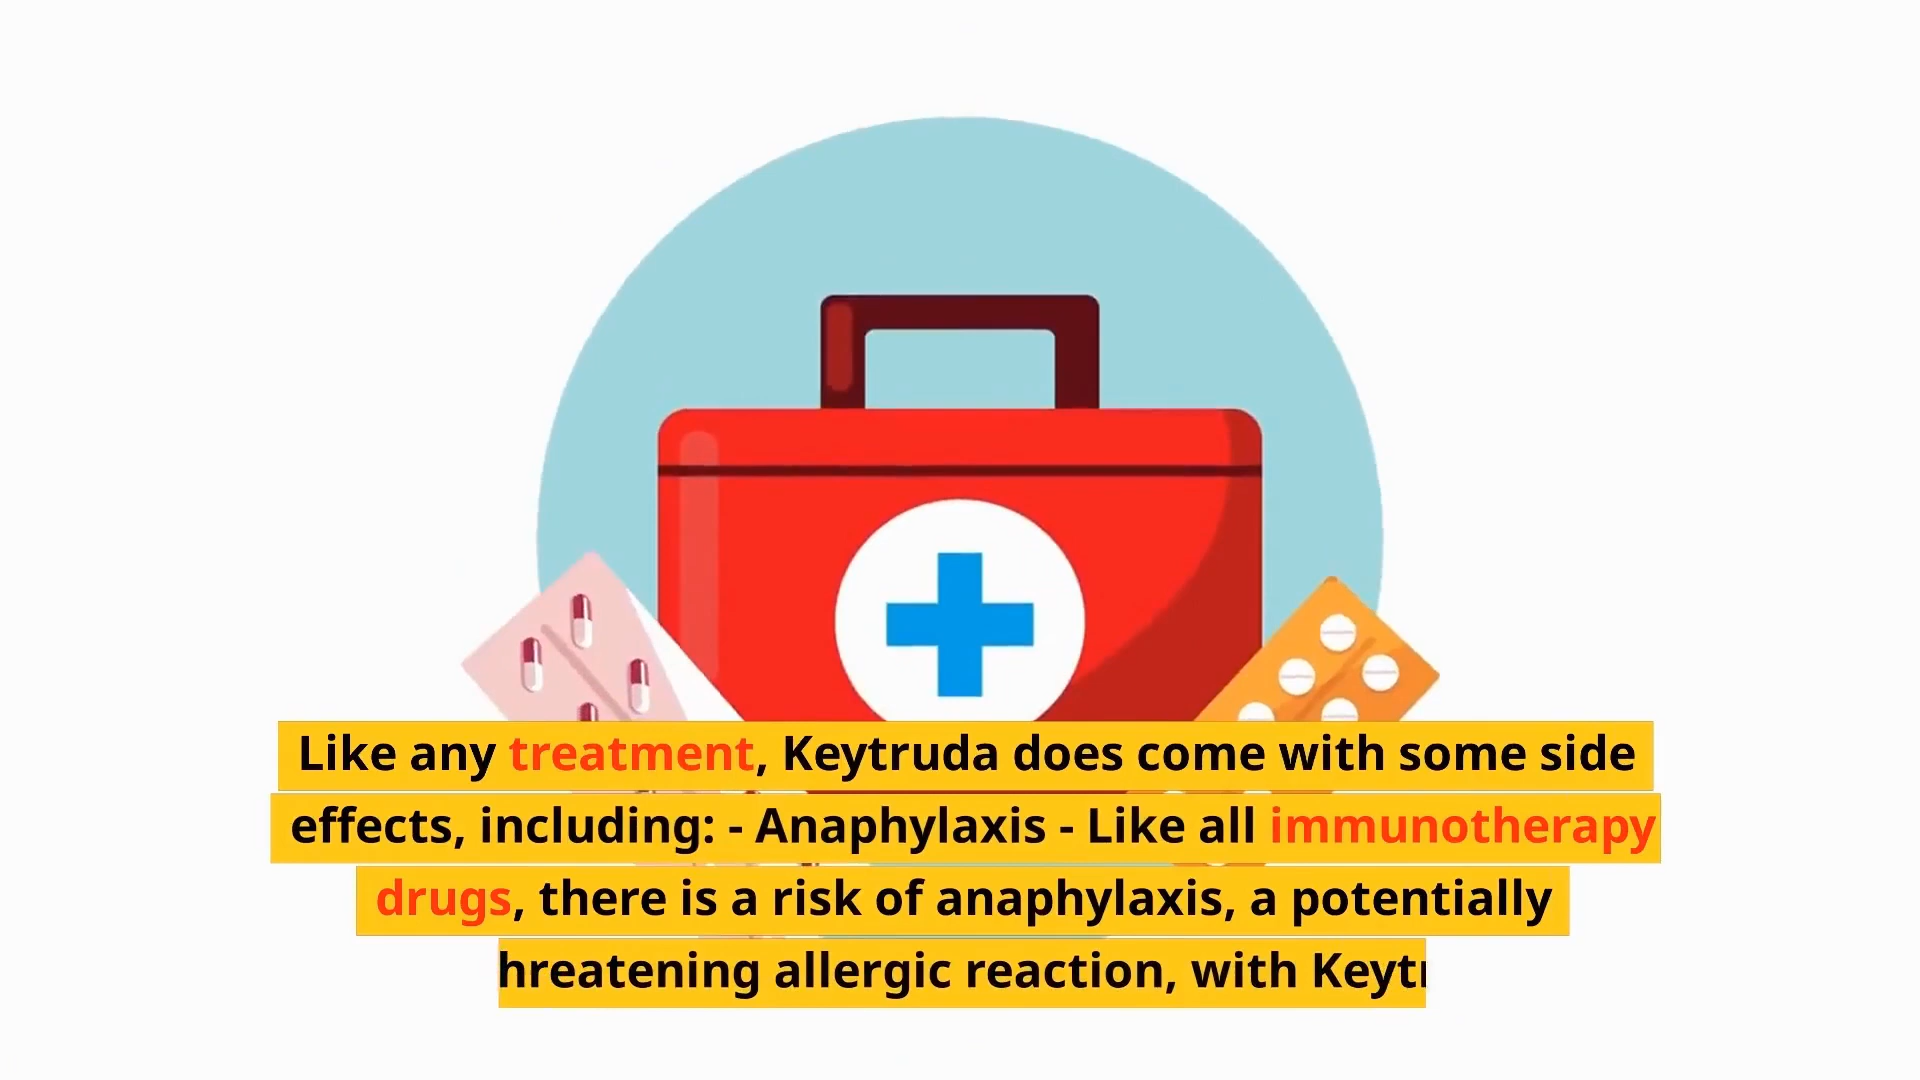 Like any treatment, Keytruda does come with some side
effects, including: - Anaphylaxis - Like all immunotherapy
drugs, there is a risk of anaphylaxis, a potentially
hreatening allergic reaction, with Keyt